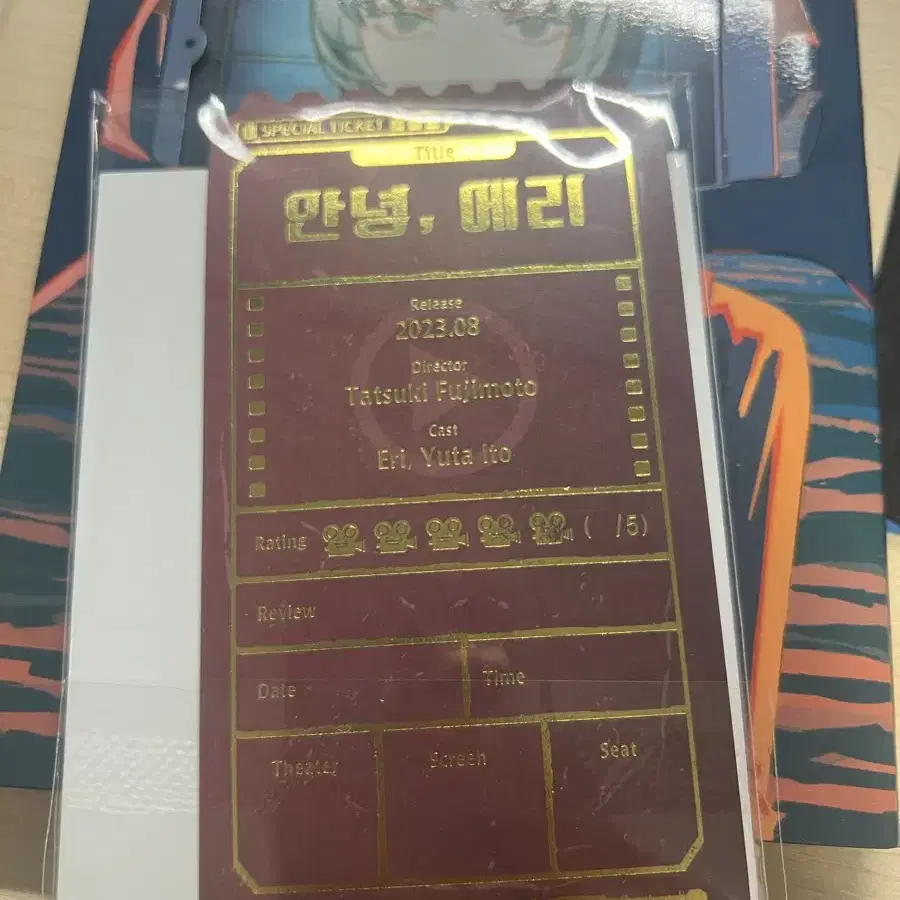 SPECIAL TICKET
Title
안녕, 에리
Release
2023.08
Director
Tatsuki Fujimoto
Cast
Eri, Yuta Ito
Rating ( /5)
Review
Date Time
Theater Screen Seat